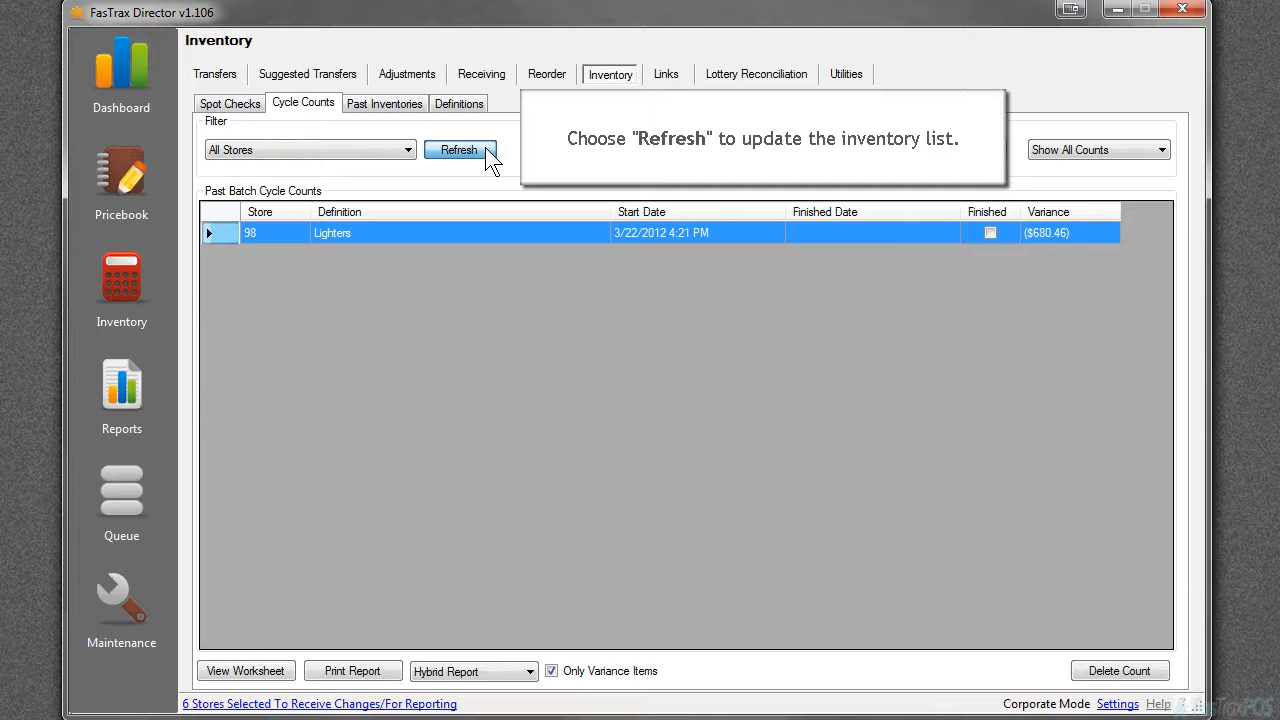 FasTrax Director v1.106
Inventory
Transfers Suggested Transfers Adjustments Receiving Reorder Inventory Links Lottery Reconciliation Utilities
Spot Checks Cycle Counts Past Inventories Definitions
Filter
All Stores Refresh
Choose "Refresh" to update the inventory list.
Show All Counts
Past Batch Cycle Counts
Store Definition Start Date Finished Date Finished Variance
98 Lighters 3/22/2012 4:21 PM ($680.46)
Dashboard
Pricebook
Inventory
Reports
Queue
Maintenance
View Worksheet Print Report Hybrid Report Only Variance Items Delete Count
6 Stores Selected To Receive Changes/For Reporting Corporate Mode Settings Help
FasTraxPOS